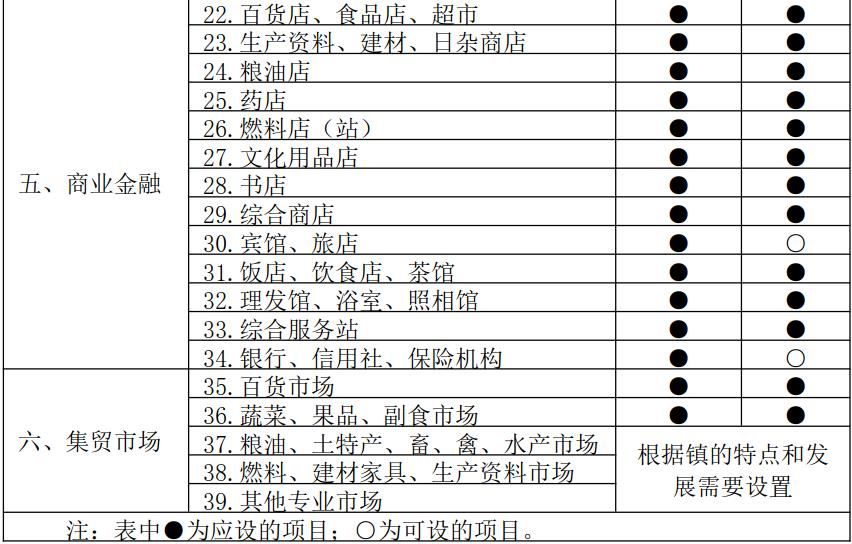 22.百货店、食品店、超市 ● ●
23.生产资料、建材、日杂商店 ● ●
24.粮油店 ● ●
25.药店 ● ●
26.燃料店（站） ● ●
27.文化用品店 ● ●
五、商业金融 28.书店 ● ●
29.综合商店 ● ●
30.宾馆、旅店 ● ○
31.饭店、饮食店、茶馆 ● ●
32.理发馆、浴室、照相馆 ● ●
33.综合服务站 ● ●
34.银行、信用社、保险机构 ● ○
35.百货市场 ● ●
36.蔬菜、果品、副食市场 ● ●
六、集贸市场 37.粮油、土特产、畜、禽、水产市场 根据镇的特点和发
38.燃料、建材家具、生产资料市场 展需要设置
39.其他专业市场
注：表中●为应设的项目；○为可设的项目。